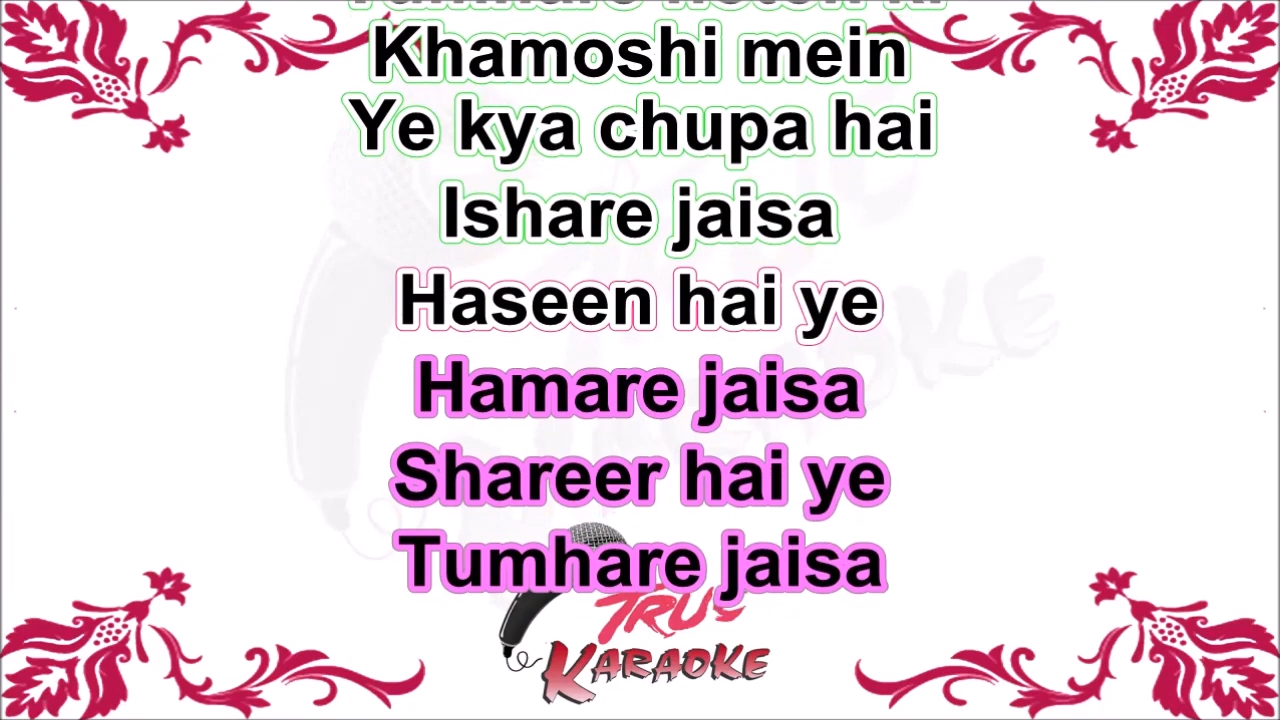 Khamoshi mein
Ye kya chupa hai
Ishare jaisa
Haseen hai ye
Hamare jaisa
Shareer hai ye
Tumhare jaisa
TRUE
KARAOKE